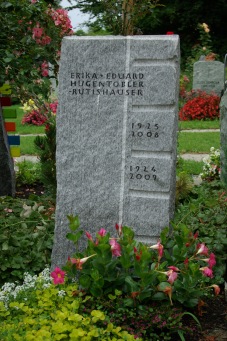 ERIKA • EDUARD
HUGENTOBLER
-RUTISHAUSER
1925
2006
1924
2009